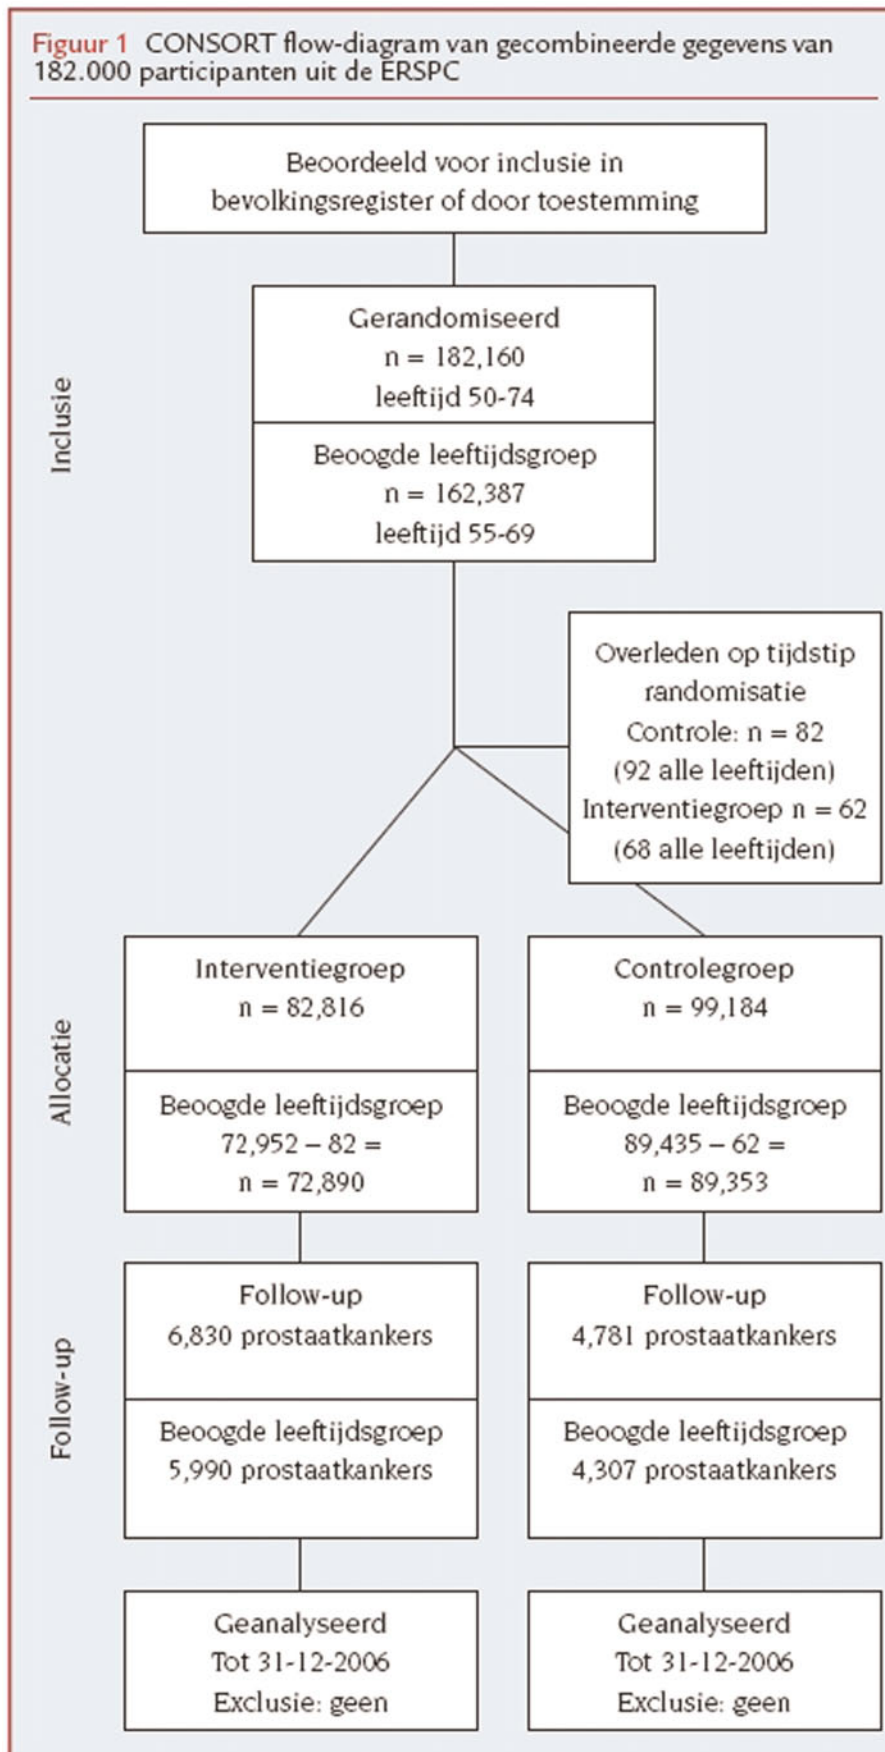 Figuur 1 CONSORT flow-diagram van gecombineerde gegevens van
182.000 participanten uit de ERSPC
Beoordeeld voor inclusie in
bevolkingsregister of door toestemming
Inclusie
Gerandomiseerd
n = 182,160
leeftijd 50-74
Beoogde leeftijdsgroep
n = 162,387
leeftijd 55-69
Overleden op tijdstip
randomisatie
Controle: n = 82
(92 alle leeftijden)
Interventiegroep n = 62
(68 alle leeftijden)
Allocatie
Interventiegroep
n = 82,816
Beoogde leeftijdsgroep
72,952 – 82 =
n = 72,890
Controlegroep
n = 99,184
Beoogde leeftijdsgroep
89,435 – 62 =
n = 89,353
Follow-up
Follow-up
6,830 prostaatkankers
Beoogde leeftijdsgroep
5,990 prostaatkankers
Follow-up
4,781 prostaatkankers
Beoogde leeftijdsgroep
4,307 prostaatkankers
Geanalyseerd
Tot 31-12-2006
Exclusie: geen
Geanalyseerd
Tot 31-12-2006
Exclusie: geen